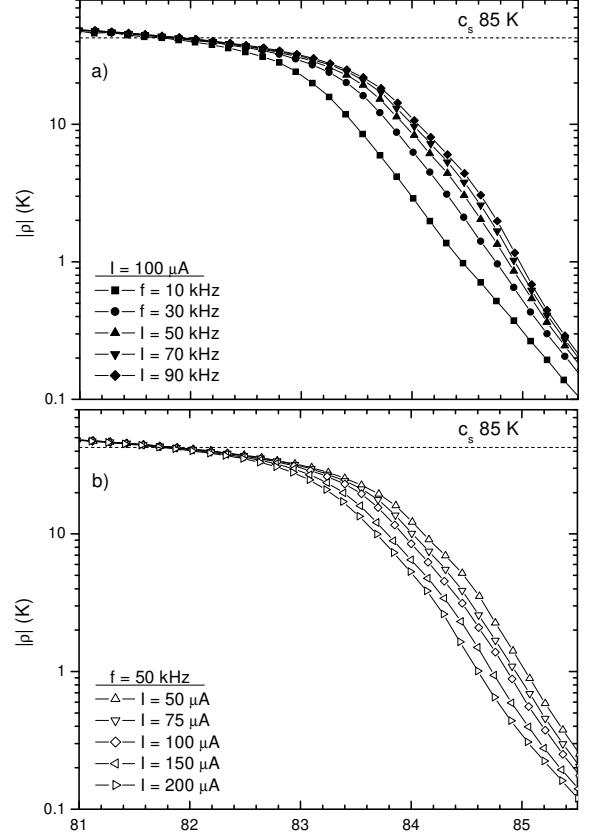 c_s 85 K
a)
10
1
0.1
|ρ| (K)
I = 100 μA
f = 10 kHz
f = 30 kHz
I = 50 kHz
I = 70 kHz
I = 90 kHz
c_s 85 K
b)
10
1
0.1
|ρ| (K)
f = 50 kHz
I = 50 μA
I = 75 μA
I = 100 μA
I = 150 μA
I = 200 μA
81 82 83 84 85